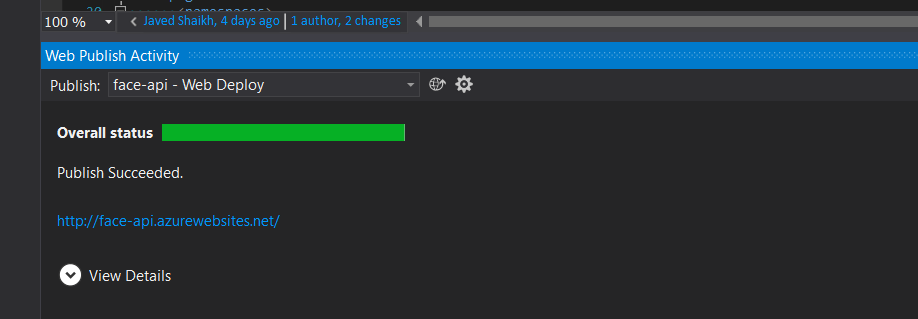 100 %
Javed Shaikh, 4 days ago | 1 author, 2 changes
Web Publish Activity
Publish: face-api - Web Deploy
Overall status
Publish Succeeded.
http://face-api.azurewebsites.net/
View Details